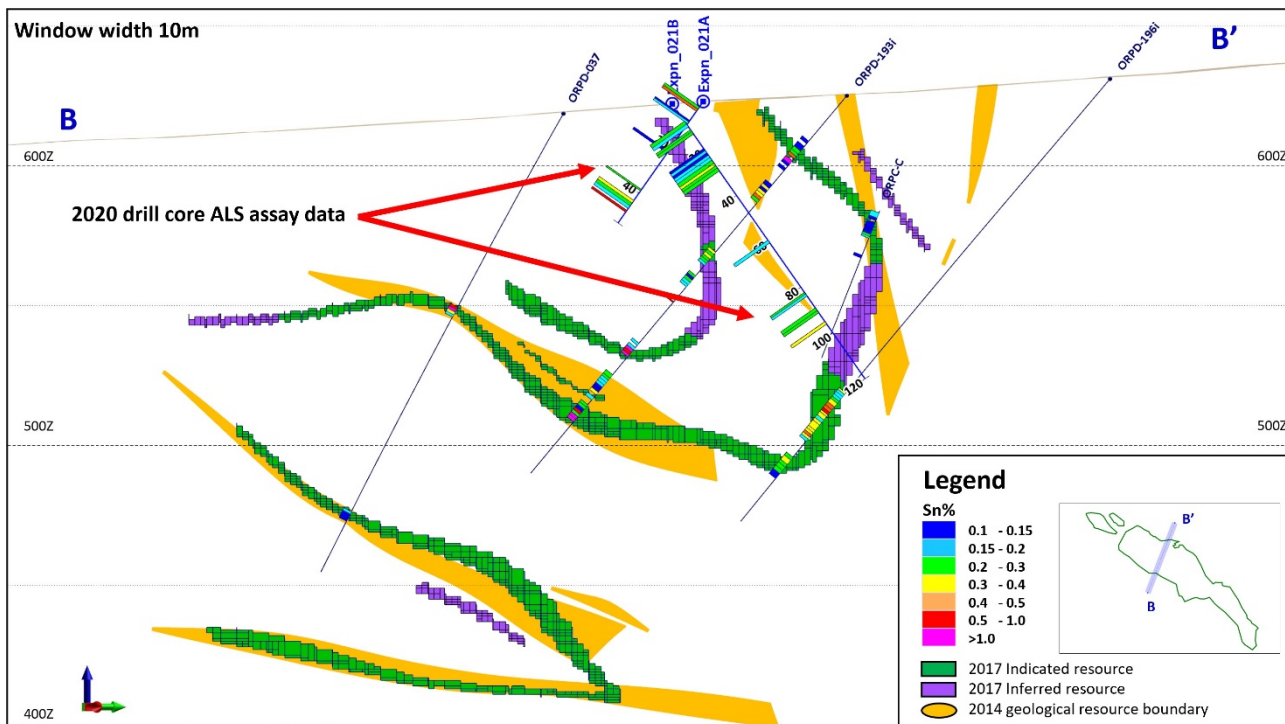 Window width 10m
B
B'
ORPD-037
Expn_021B
Expn_021A
ORPD-193i
ORPD-196i
ORPC-C
600Z
600Z
2020 drill core ALS assay data
40
40
80
100
120
500Z
500Z
400Z
Legend
Sn%
0.1 - 0.15
0.15 - 0.2
0.2 - 0.3
0.3 - 0.4
0.4 - 0.5
0.5 - 1.0
>1.0
2017 Indicated resource
2017 Inferred resource
2014 geological resource boundary
B'
B